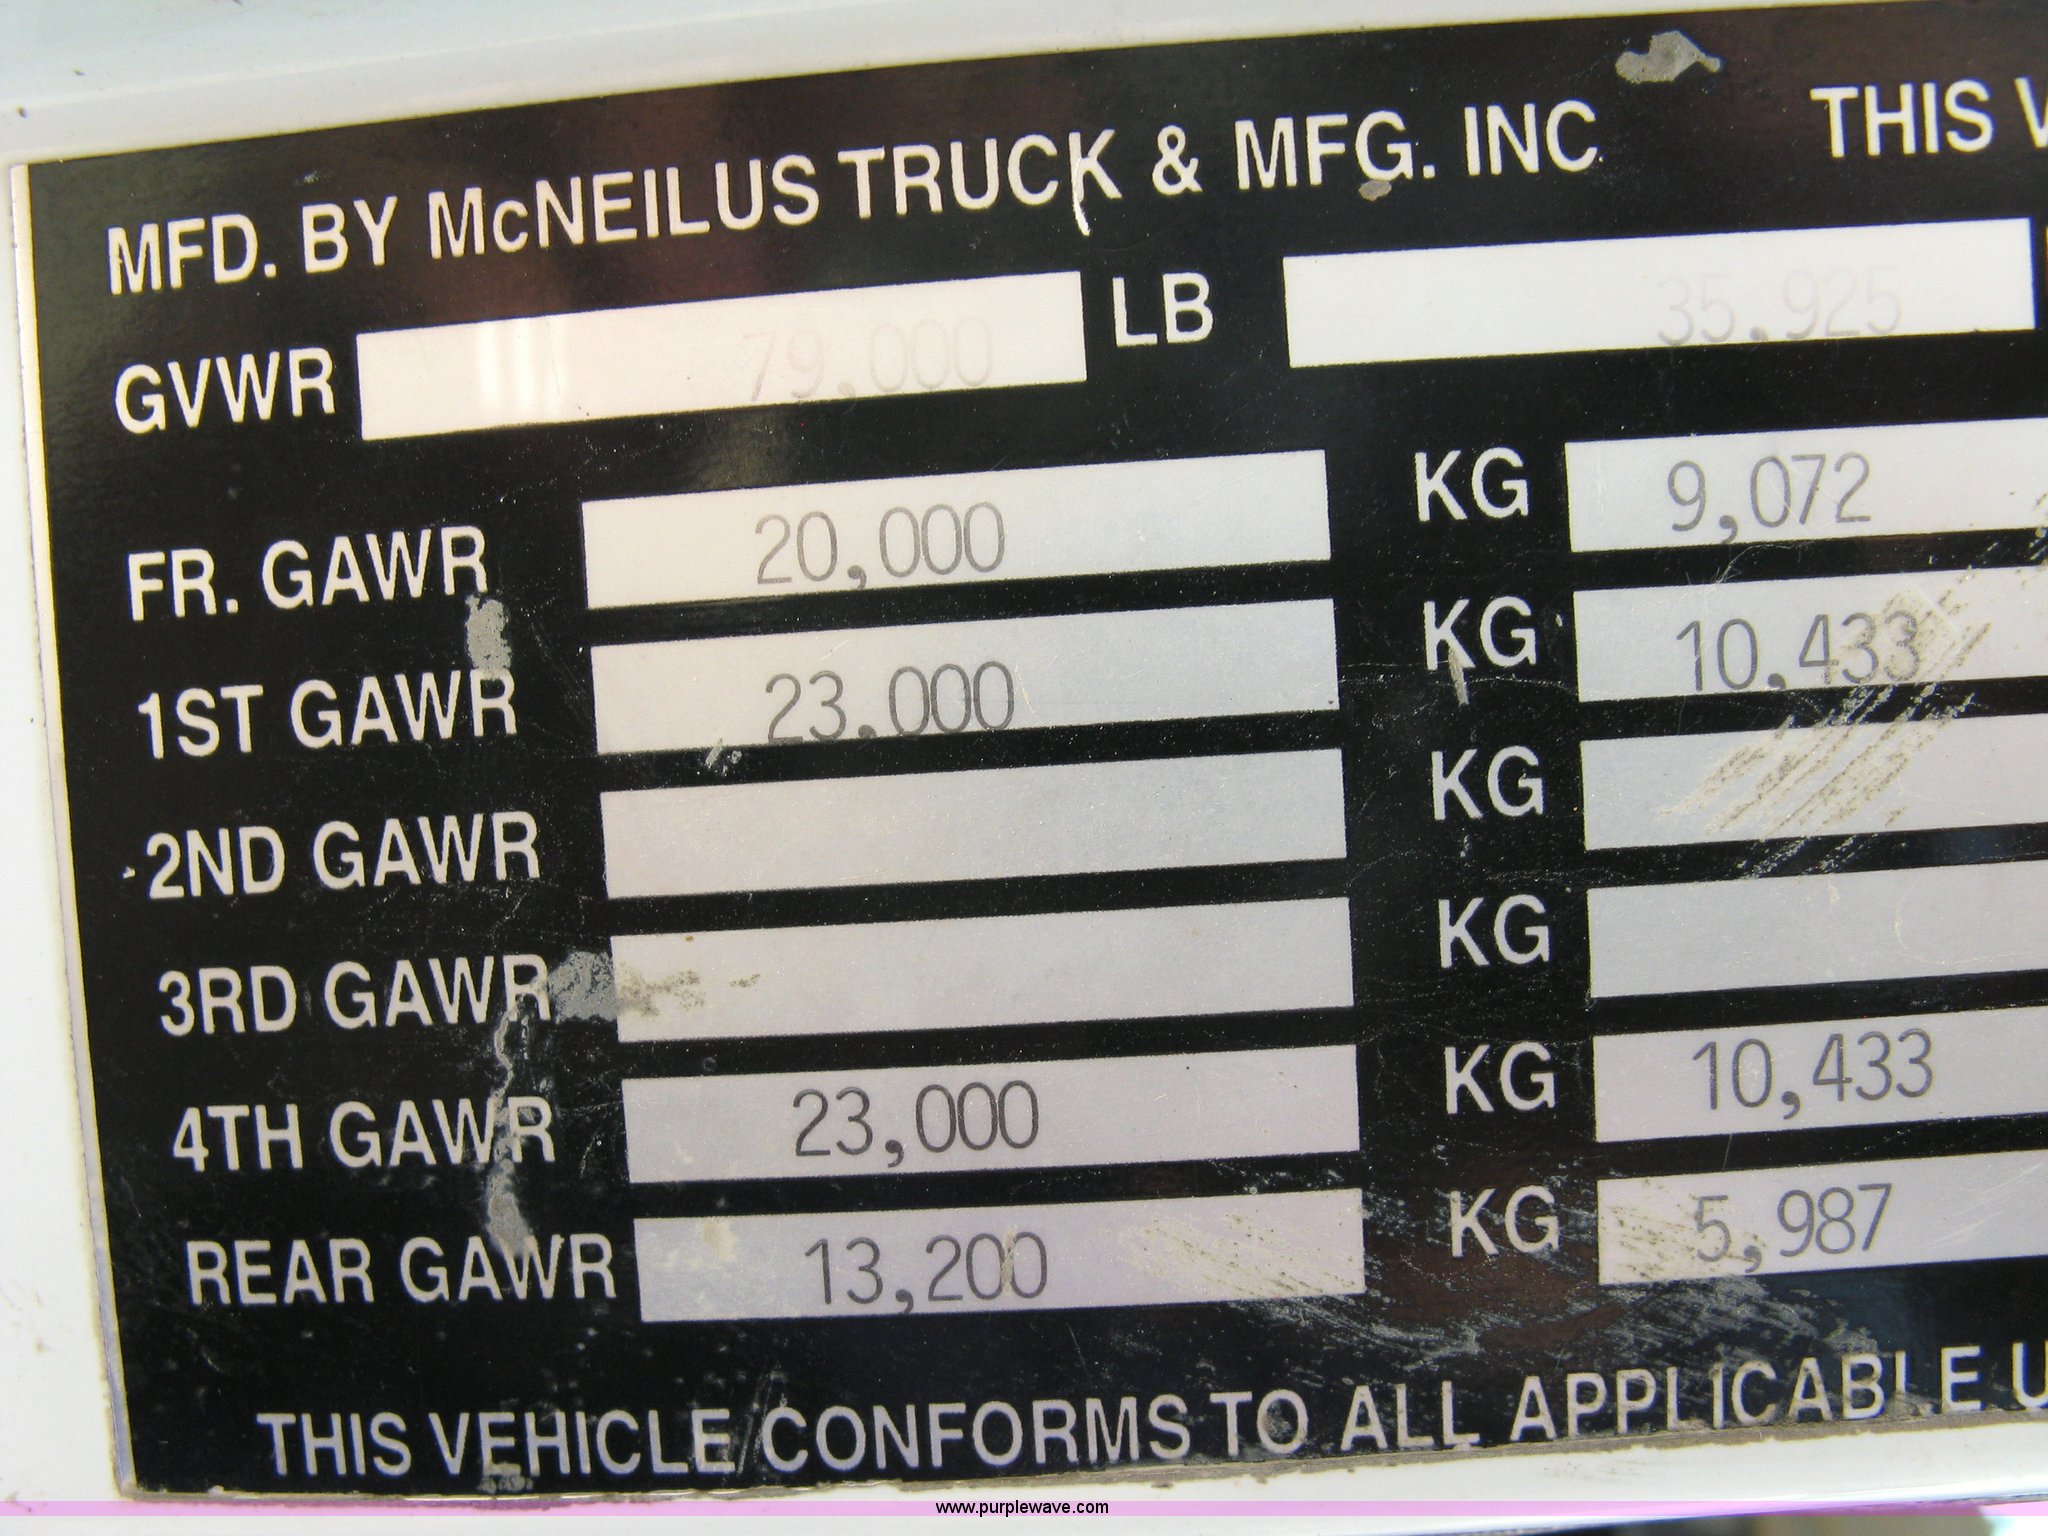 MFD. BY McNEILUS TRUCK & MFG. INC THIS
GVWR 79,000 LB 35,925
FR. GAWR 20,000 KG 9,072
1ST GAWR 23,000 KG 10,433
2ND GAWR KG
3RD GAWR KG
4TH GAWR 23,000 KG 10,433
REAR GAWR 13,200 KG 5,987
THIS VEHICLE CONFORMS TO ALL APPLICABLE U
www.purplewave.com